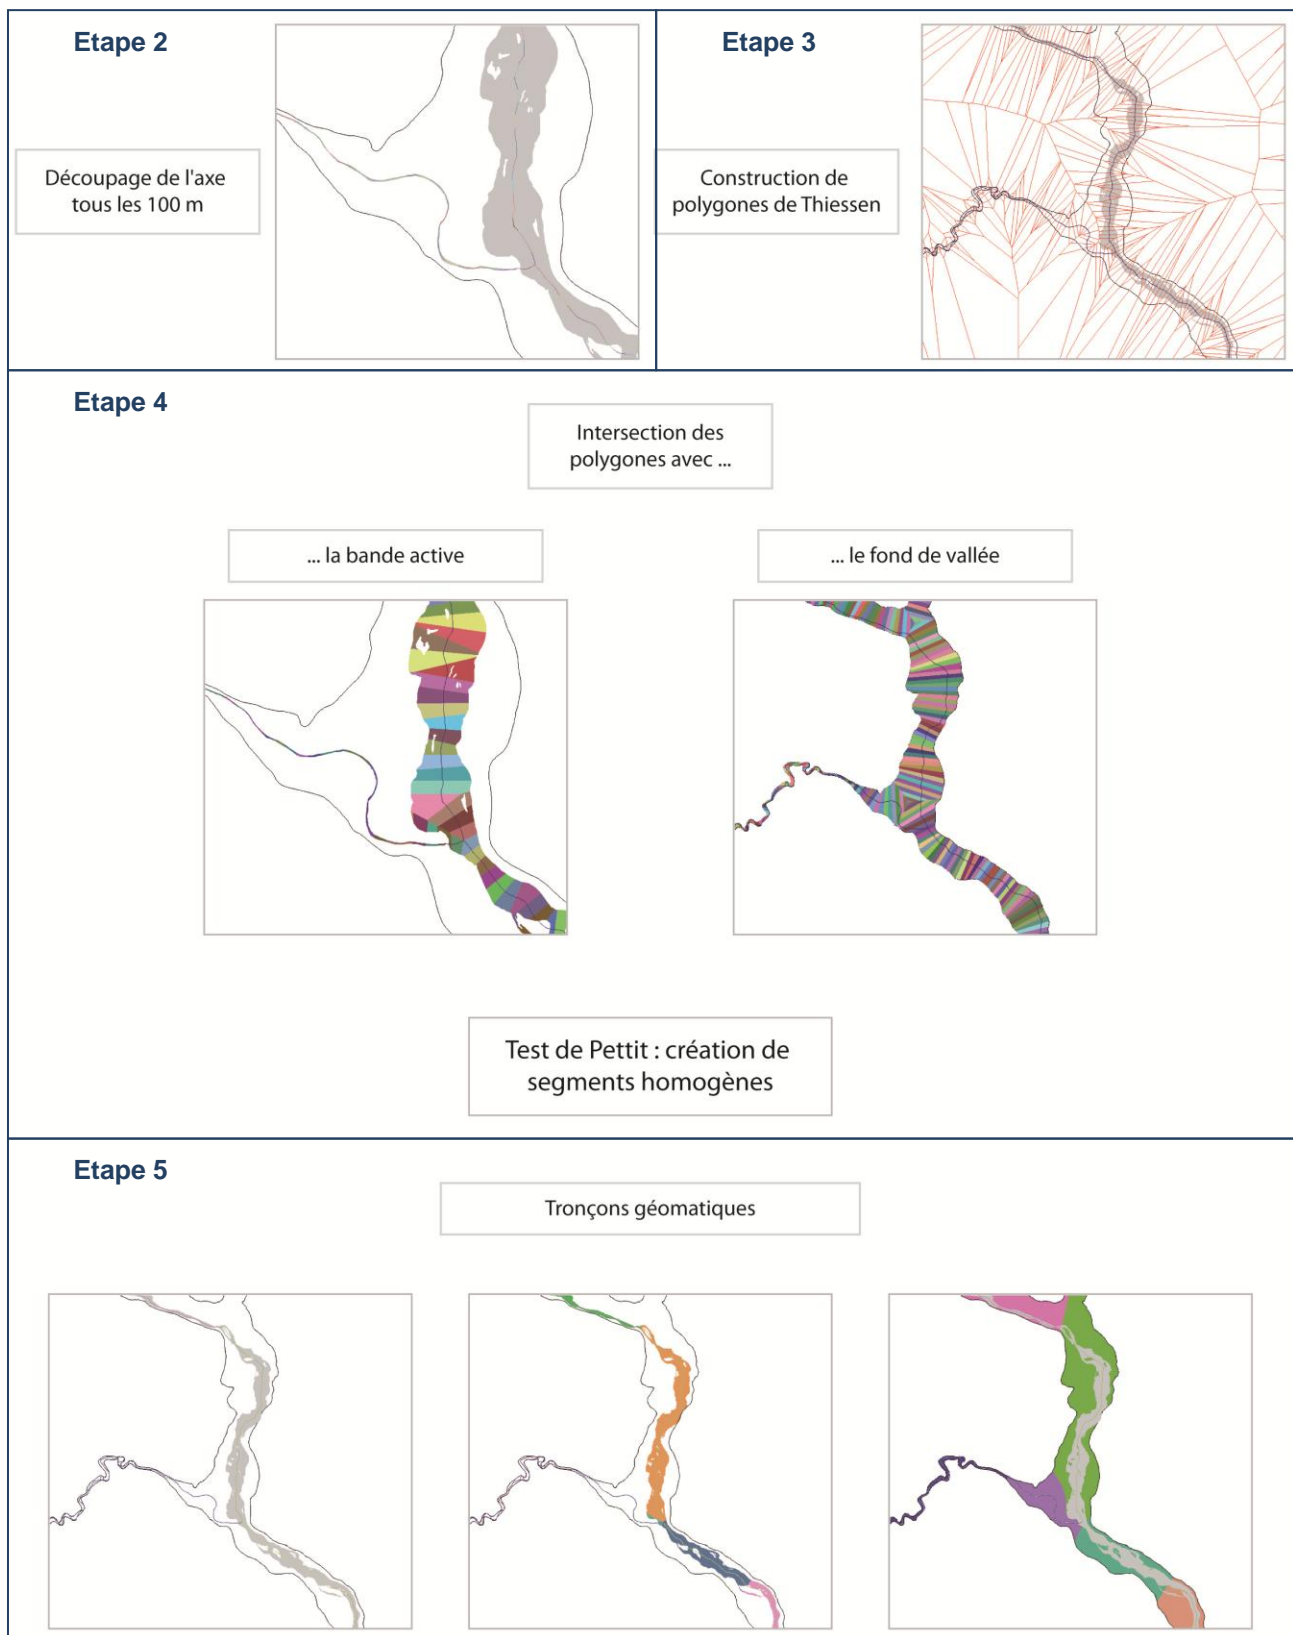 Etape 2
Découpage de l'axe
tous les 100 m
Etape 3
Construction de
polygones de Thiessen
Etape 4
Intersection des
polygones avec ...
... la bande active
... le fond de vallée
Test de Pettit : création de
segments homogènes
Etape 5
Tronçons géomatiques